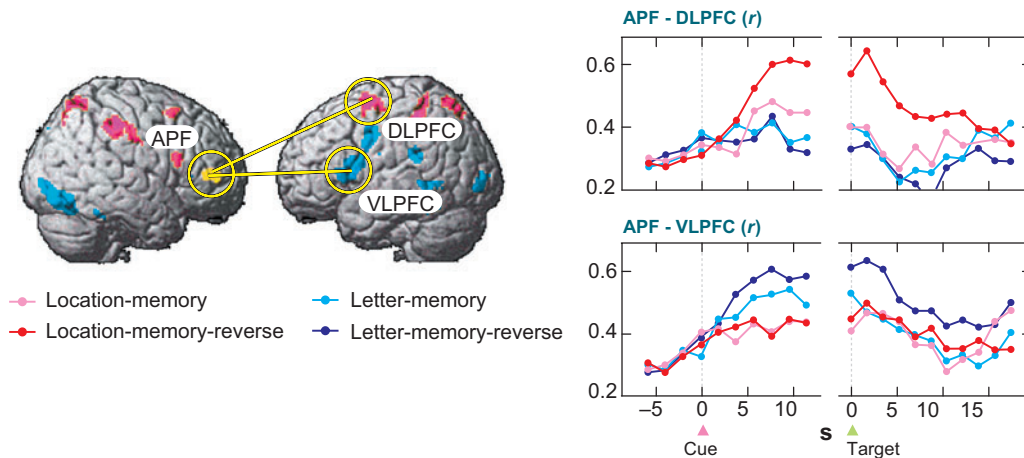 APF
DLPFC
VLPFC
Location-memory
Letter-memory
Location-memory-reverse
Letter-memory-reverse
APF - DLPFC (r)
0.6
0.4
0.2
APF - VLPFC (r)
0.6
0.4
0.2
–5 0 5 10 0 5 10 15
Cue s Target